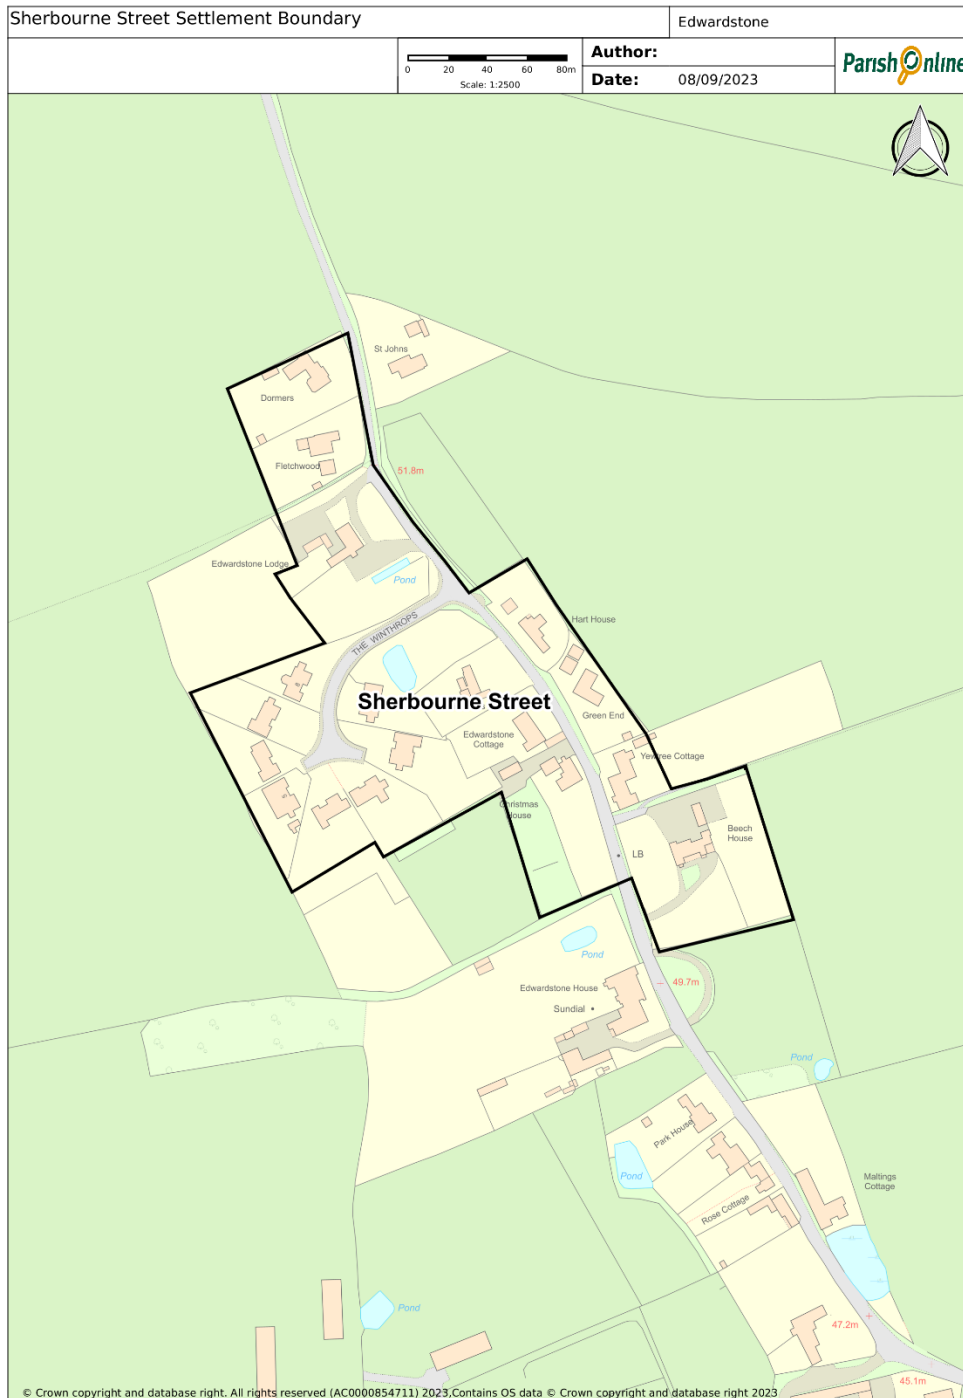 Sherbourne Street Settlement Boundary
Edwardstone
0 20 40 60 80m
Scale: 1:2500
Author:
Date: 08/09/2023
Parish Online
St Johns
Dormers
Fletchwood
51.8m
Edwardstone Lodge
Pond
THE WINTHROPS
Hart House
Sherbourne Street
Green End
Edwardstone
Cottage
Yewtree Cottage
Christmas
House
Beech
House
LB
Pond
49.7m
Edwardstone House
Sundial
Pond
Park House
Pond
Maltings
Cottage
Rose Cottage
Pond
47.2m
45.1m
© Crown copyright and database right. All rights reserved (AC0000854711) 2023,Contains OS data © Crown copyright and database right 2023